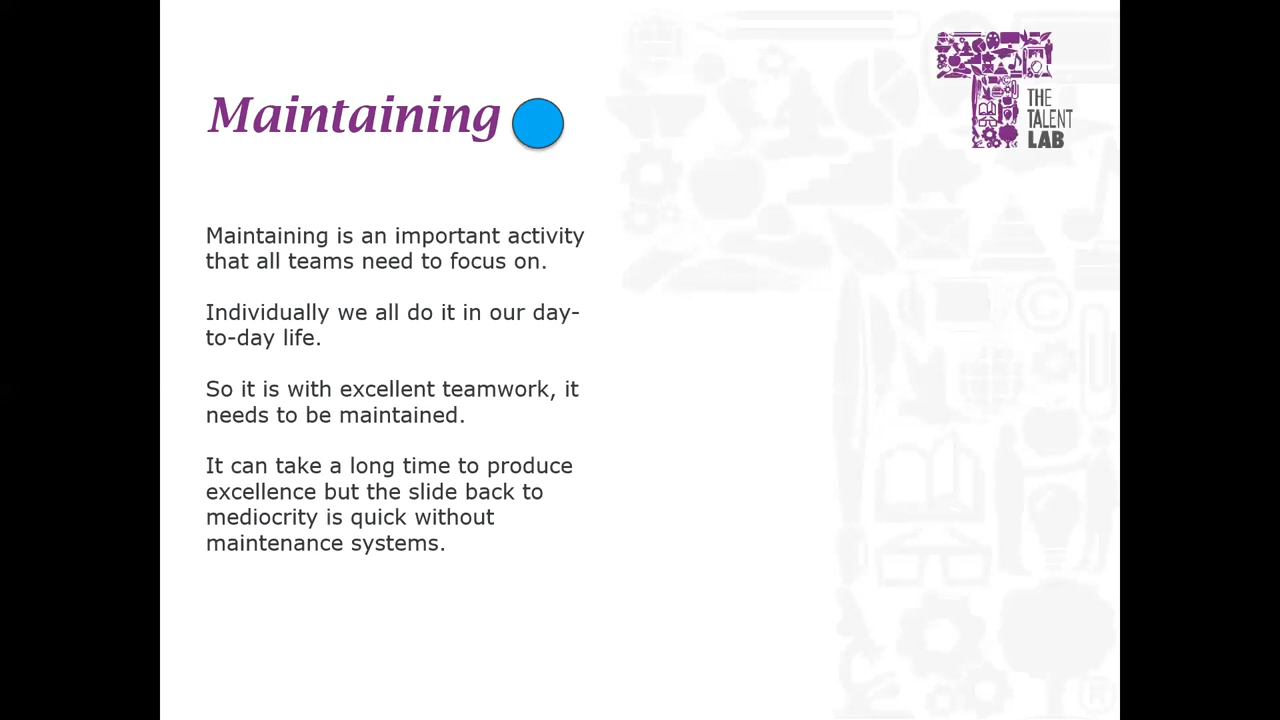 Maintaining
THE
TALENT
LAB
Maintaining is an important activity
that all teams need to focus on.
Individually we all do it in our day-
to-day life.
So it is with excellent teamwork, it
needs to be maintained.
It can take a long time to produce
excellence but the slide back to
mediocrity is quick without
maintenance systems.